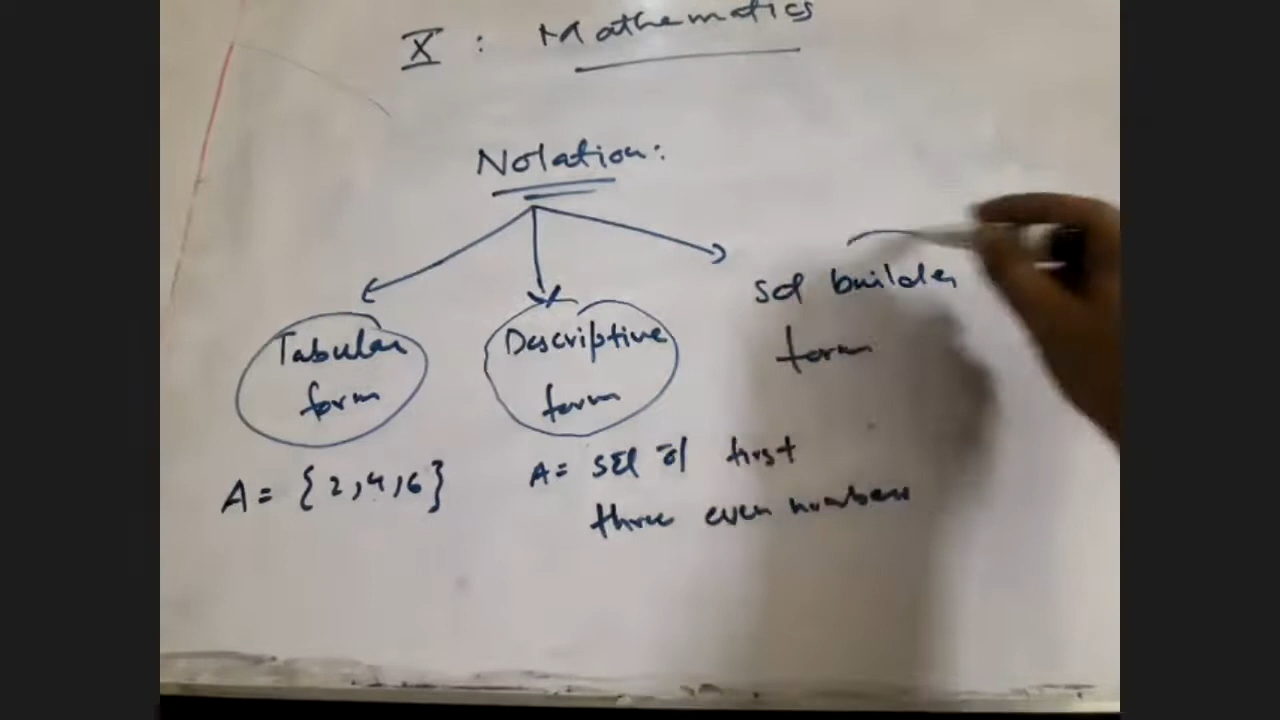 X : Mathematics
Notation:
Tabular
form
Descriptive
form
set builder
form
A = {2,4,6}
A = set of first
three even numbers